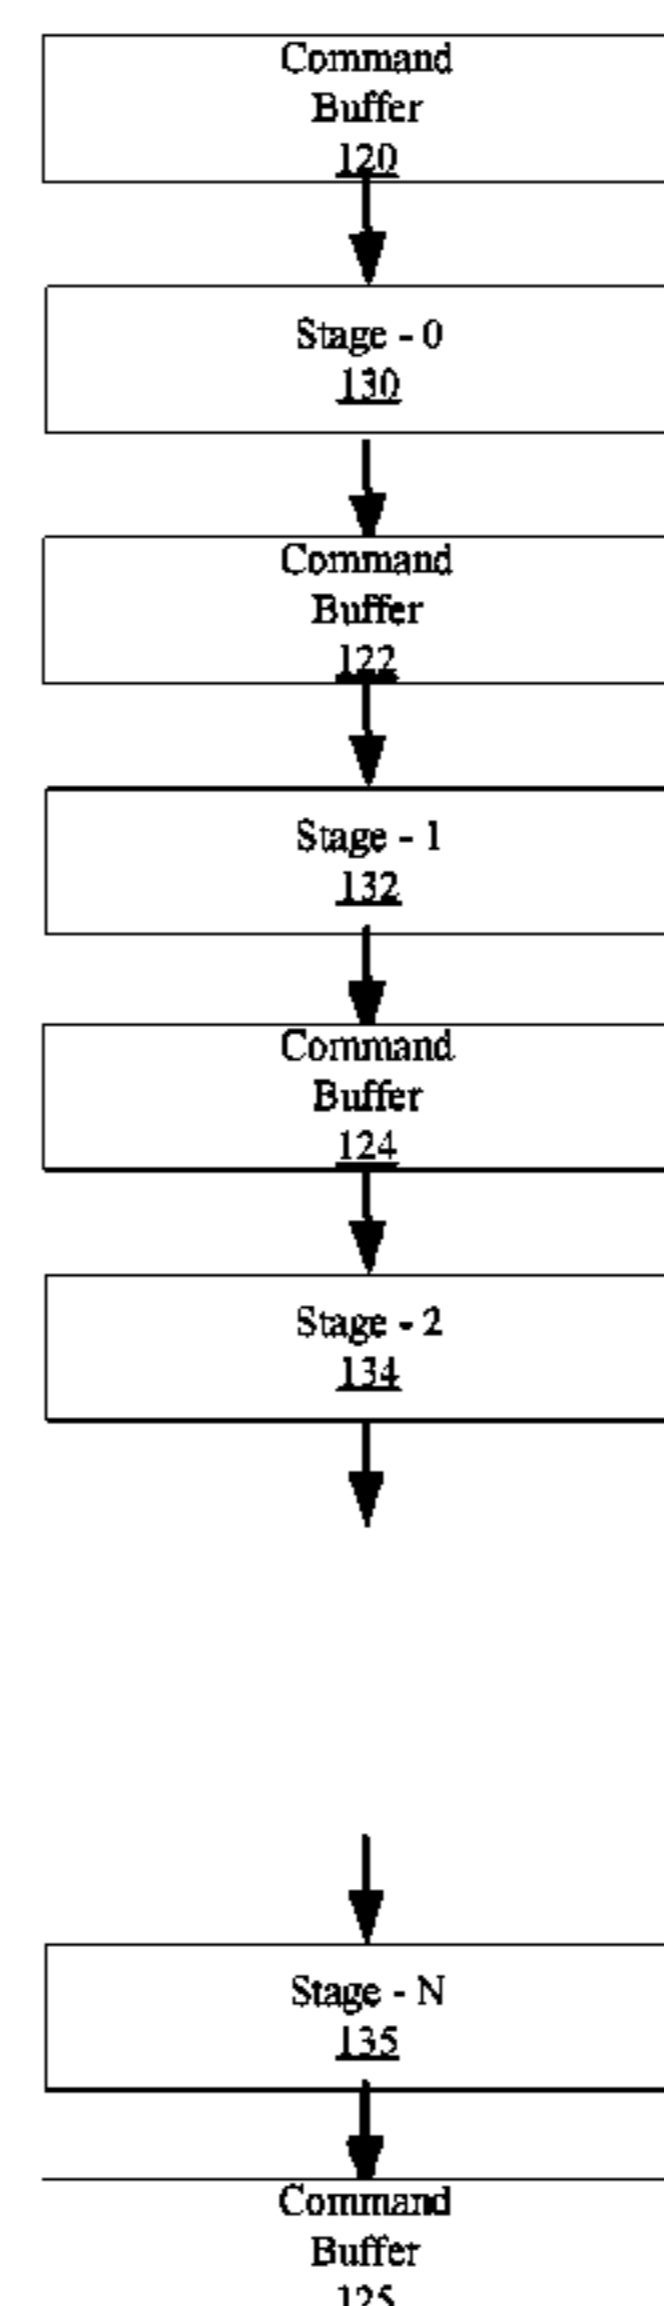 Command
Buffer
120
Stage - 0
130
Command
Buffer
122
Stage - 1
132
Command
Buffer
124
Stage - 2
134
Stage - N
135
Command
Buffer
125